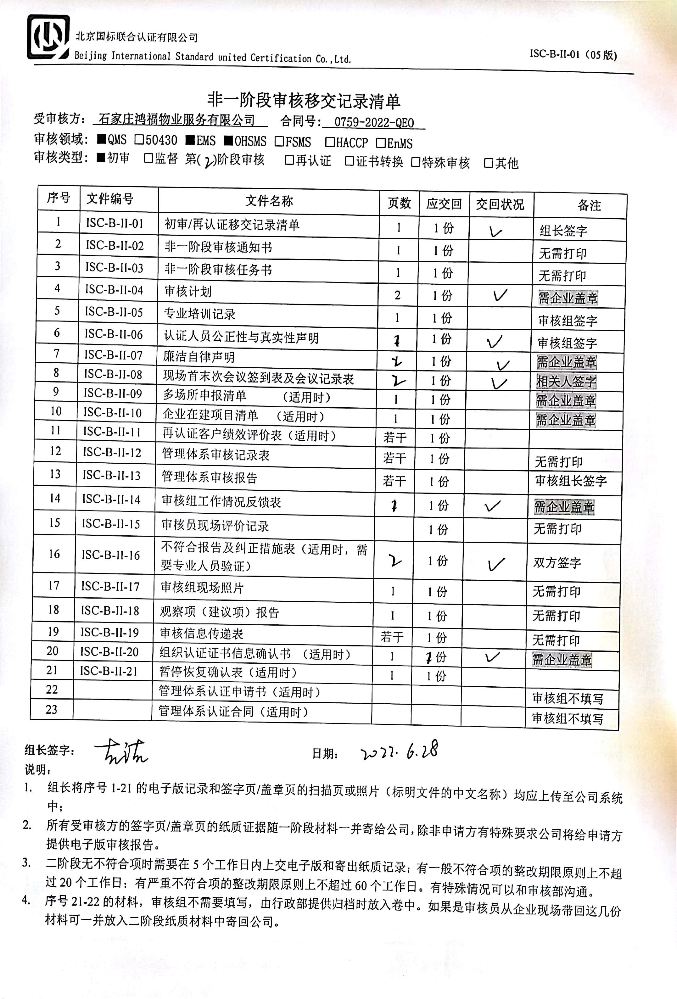 北京国标联合认证有限公司
Beijing International Standard united Certification Co.,Ltd.
ISC-B-II-01（05 版）
非一阶段审核移交记录清单
受审核方： 石家庄鸿福物业服务有限公司 合同号： 0759-2022-QEO
审核领域：■QMS □50430 ■EMS ■OHSMS □FSMS □HACCP □EnMS
审核类型：■初审 □监督 第(2)阶段审核 □再认证 □证书转换 □特殊审核 □其他
序号 文件编号 文件名称 页数 应交回 交回状况 备注
1 ISC-B-II-01 初审/再认证移交记录清单 1 1 份 ✓ 组长签字
2 ISC-B-II-02 非一阶段审核通知书 1 1 份 无需打印
3 ISC-B-II-03 非一阶段审核任务书 1 1 份 无需打印
4 ISC-B-II-04 审核计划 2 1 份 ✓ 需企业盖章
5 ISC-B-II-05 专业培训记录 1 1 份 审核组签字
6 ISC-B-II-06 认证人员公正性与真实性声明 1 1 份 ✓ 审核组签字
7 ISC-B-II-07 廉洁自律声明 2 1 份 ✓ 需企业盖章
8 ISC-B-II-08 现场首末次会议签到表及会议记录表 2 1 份 ✓ 相关人签字
9 ISC-B-II-09 多场所申报清单 （适用时） 1 1 份 需企业盖章
10 ISC-B-II-10 企业在建项目清单 （适用时） 1 1 份 需企业盖章
11 ISC-B-II-11 再认证客户绩效评价表（适用时） 若干 1 份
12 ISC-B-II-12 管理体系审核记录表 若干 1 份 无需打印
13 ISC-B-II-13 管理体系审核报告 若干 1 份 审核组长签字
14 ISC-B-II-14 审核组工作情况反馈表 1 1 份 ✓ 需企业盖章
15 ISC-B-II-15 审核员现场评价记录 1 份 无需打印
16 ISC-B-II-16 不符合报告及纠正措施表（适用时，需 2 1 份 ✓ 双方签字
要专业人员验证）
17 ISC-B-II-17 审核组现场照片 1 1 份 无需打印
18 ISC-B-II-18 观察项（建议项）报告 1 1 份 无需打印
19 ISC-B-II-19 审核信息传递表 若干 1 份 无需打印
20 ISC-B-II-20 组织认证证书信息确认书 （适用时） 1 1份 ✓ 需企业盖章
21 ISC-B-II-21 暂停恢复确认表（适用时） 1 1 份
22 管理体系认证申请书（适用时） 审核组不填写
23 管理体系认证合同（适用时） 审核组不填写
组长签字： 日期： 2022.6.28
说明：
1. 组长将序号 1-21 的电子版记录和签字页/盖章页的扫描页或照片（标明文件的中文名称）均应上传至公司系统
中；
2. 所有受审核方的签字页/盖章页的纸质证据随一阶段材料一并寄给公司，除非申请方有特殊要求公司将给申请方
提供电子版审核报告。
3. 二阶段无不符合项时需要在 5 个工作日内上交电子版和寄出纸质记录；有一般不符合项的整改期限原则上不超
过 20 个工作日；有严重不符合项的整改期限原则上不超过 60 个工作日。有特殊情况可以和审核部沟通。
4. 序号 21-22 的材料，审核组不需要填写，由行政部提供归档时放入卷中。如果是审核员从企业现场带回这几份
材料可一并放入二阶段纸质材料中寄回公司。